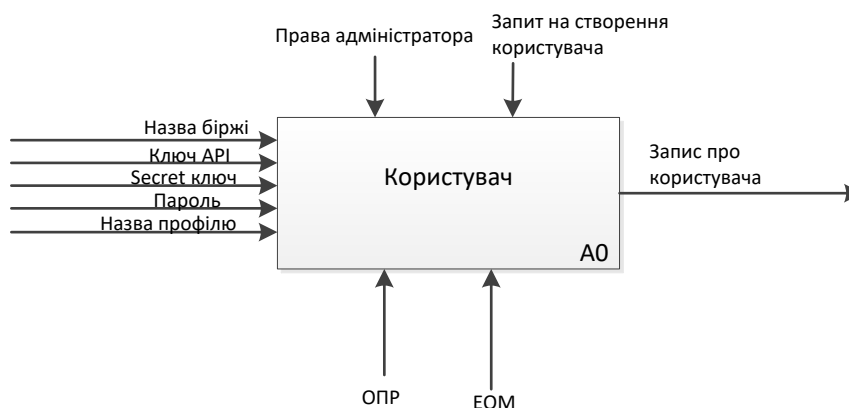 Права адміністратора
Запит на створення
користувача
Назва біржі
Ключ API
Secret ключ
Пароль
Назва профілю
Користувач
A0
Запис про
користувача
ОПР
ЕОМ